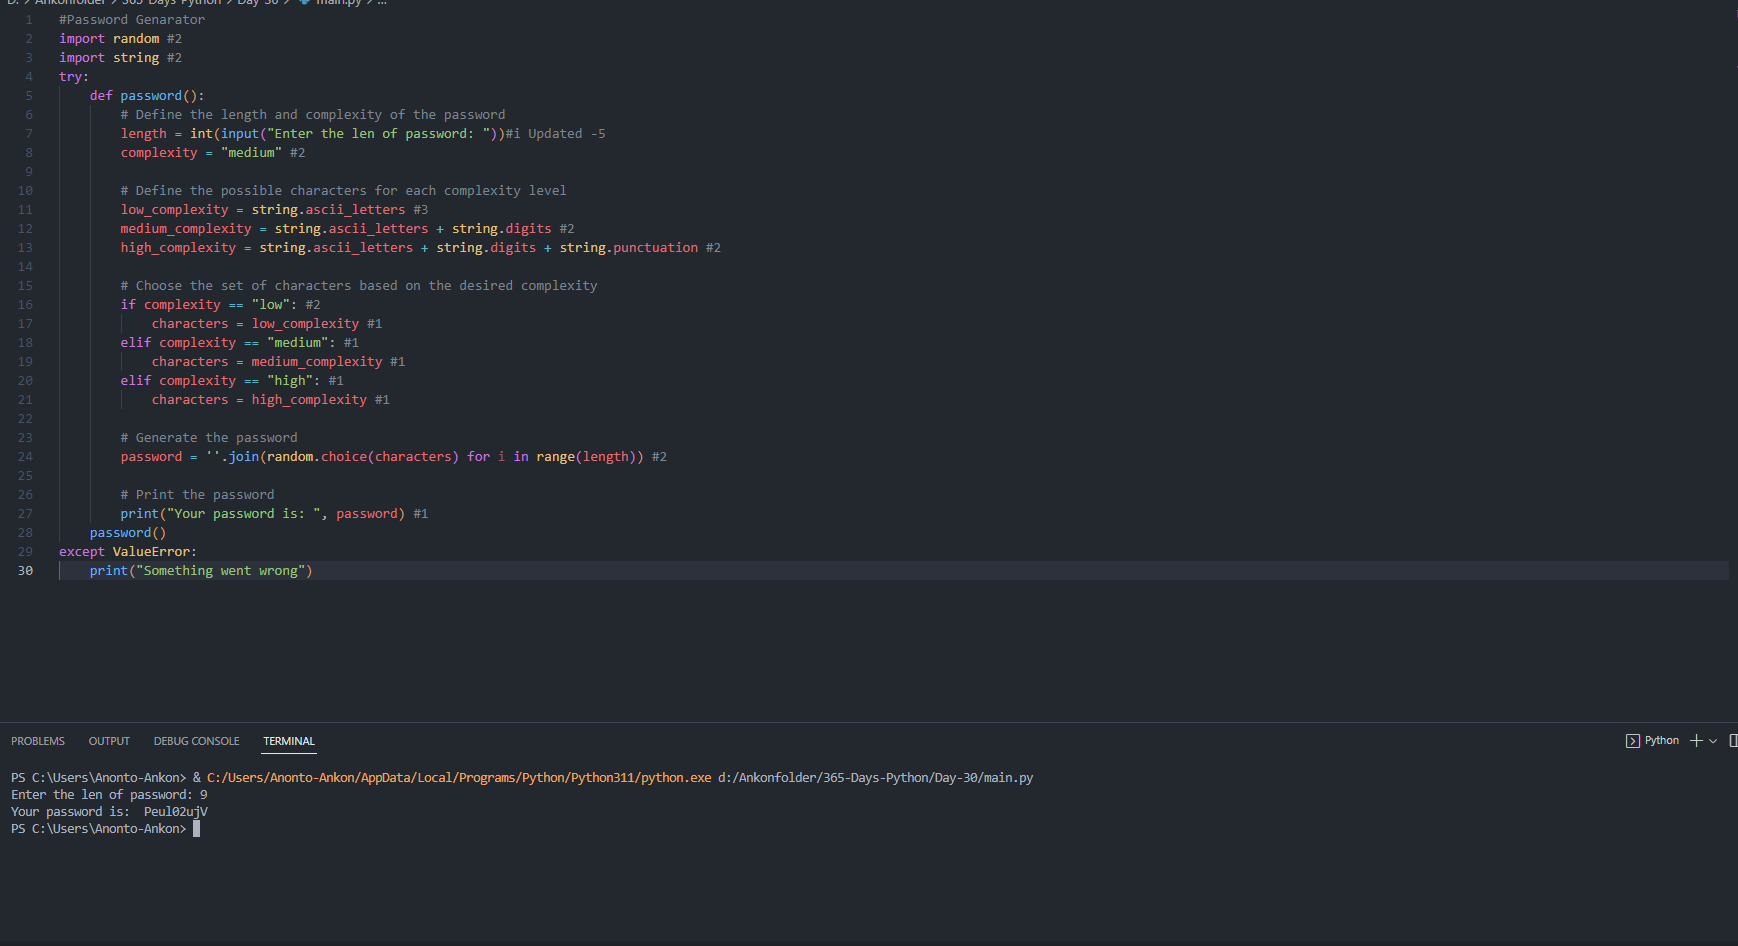 D: > Ankonfolder > 365-Days-Python > Day-30 > main.py > ...
1 #Password Genarator
2 import random #2
3 import string #2
4 try:
5     def password():
6         # Define the length and complexity of the password
7         length = int(input("Enter the len of password: "))#i Updated -5
8         complexity = "medium" #2
9
10         # Define the possible characters for each complexity level
11         low_complexity = string.ascii_letters #3
12         medium_complexity = string.ascii_letters + string.digits #2
13         high_complexity = string.ascii_letters + string.digits + string.punctuation #2
14
15         # Choose the set of characters based on the desired complexity
16         if complexity == "low": #2
17             characters = low_complexity #1
18         elif complexity == "medium": #1
19             characters = medium_complexity #1
20         elif complexity == "high": #1
21             characters = high_complexity #1
22
23         # Generate the password
24         password = ''.join(random.choice(characters) for i in range(length)) #2
25
26         # Print the password
27         print("Your password is: ", password) #1
28     password()
29 except ValueError:
30     print("Something went wrong")
PROBLEMS OUTPUT DEBUG CONSOLE TERMINAL Python
PS C:\Users\Anonto-Ankon> & C:/Users/Anonto-Ankon/AppData/Local/Programs/Python/Python311/python.exe d:/Ankonfolder/365-Days-Python/Day-30/main.py
Enter the len of password: 9
Your password is:  Peul02ujV
PS C:\Users\Anonto-Ankon>